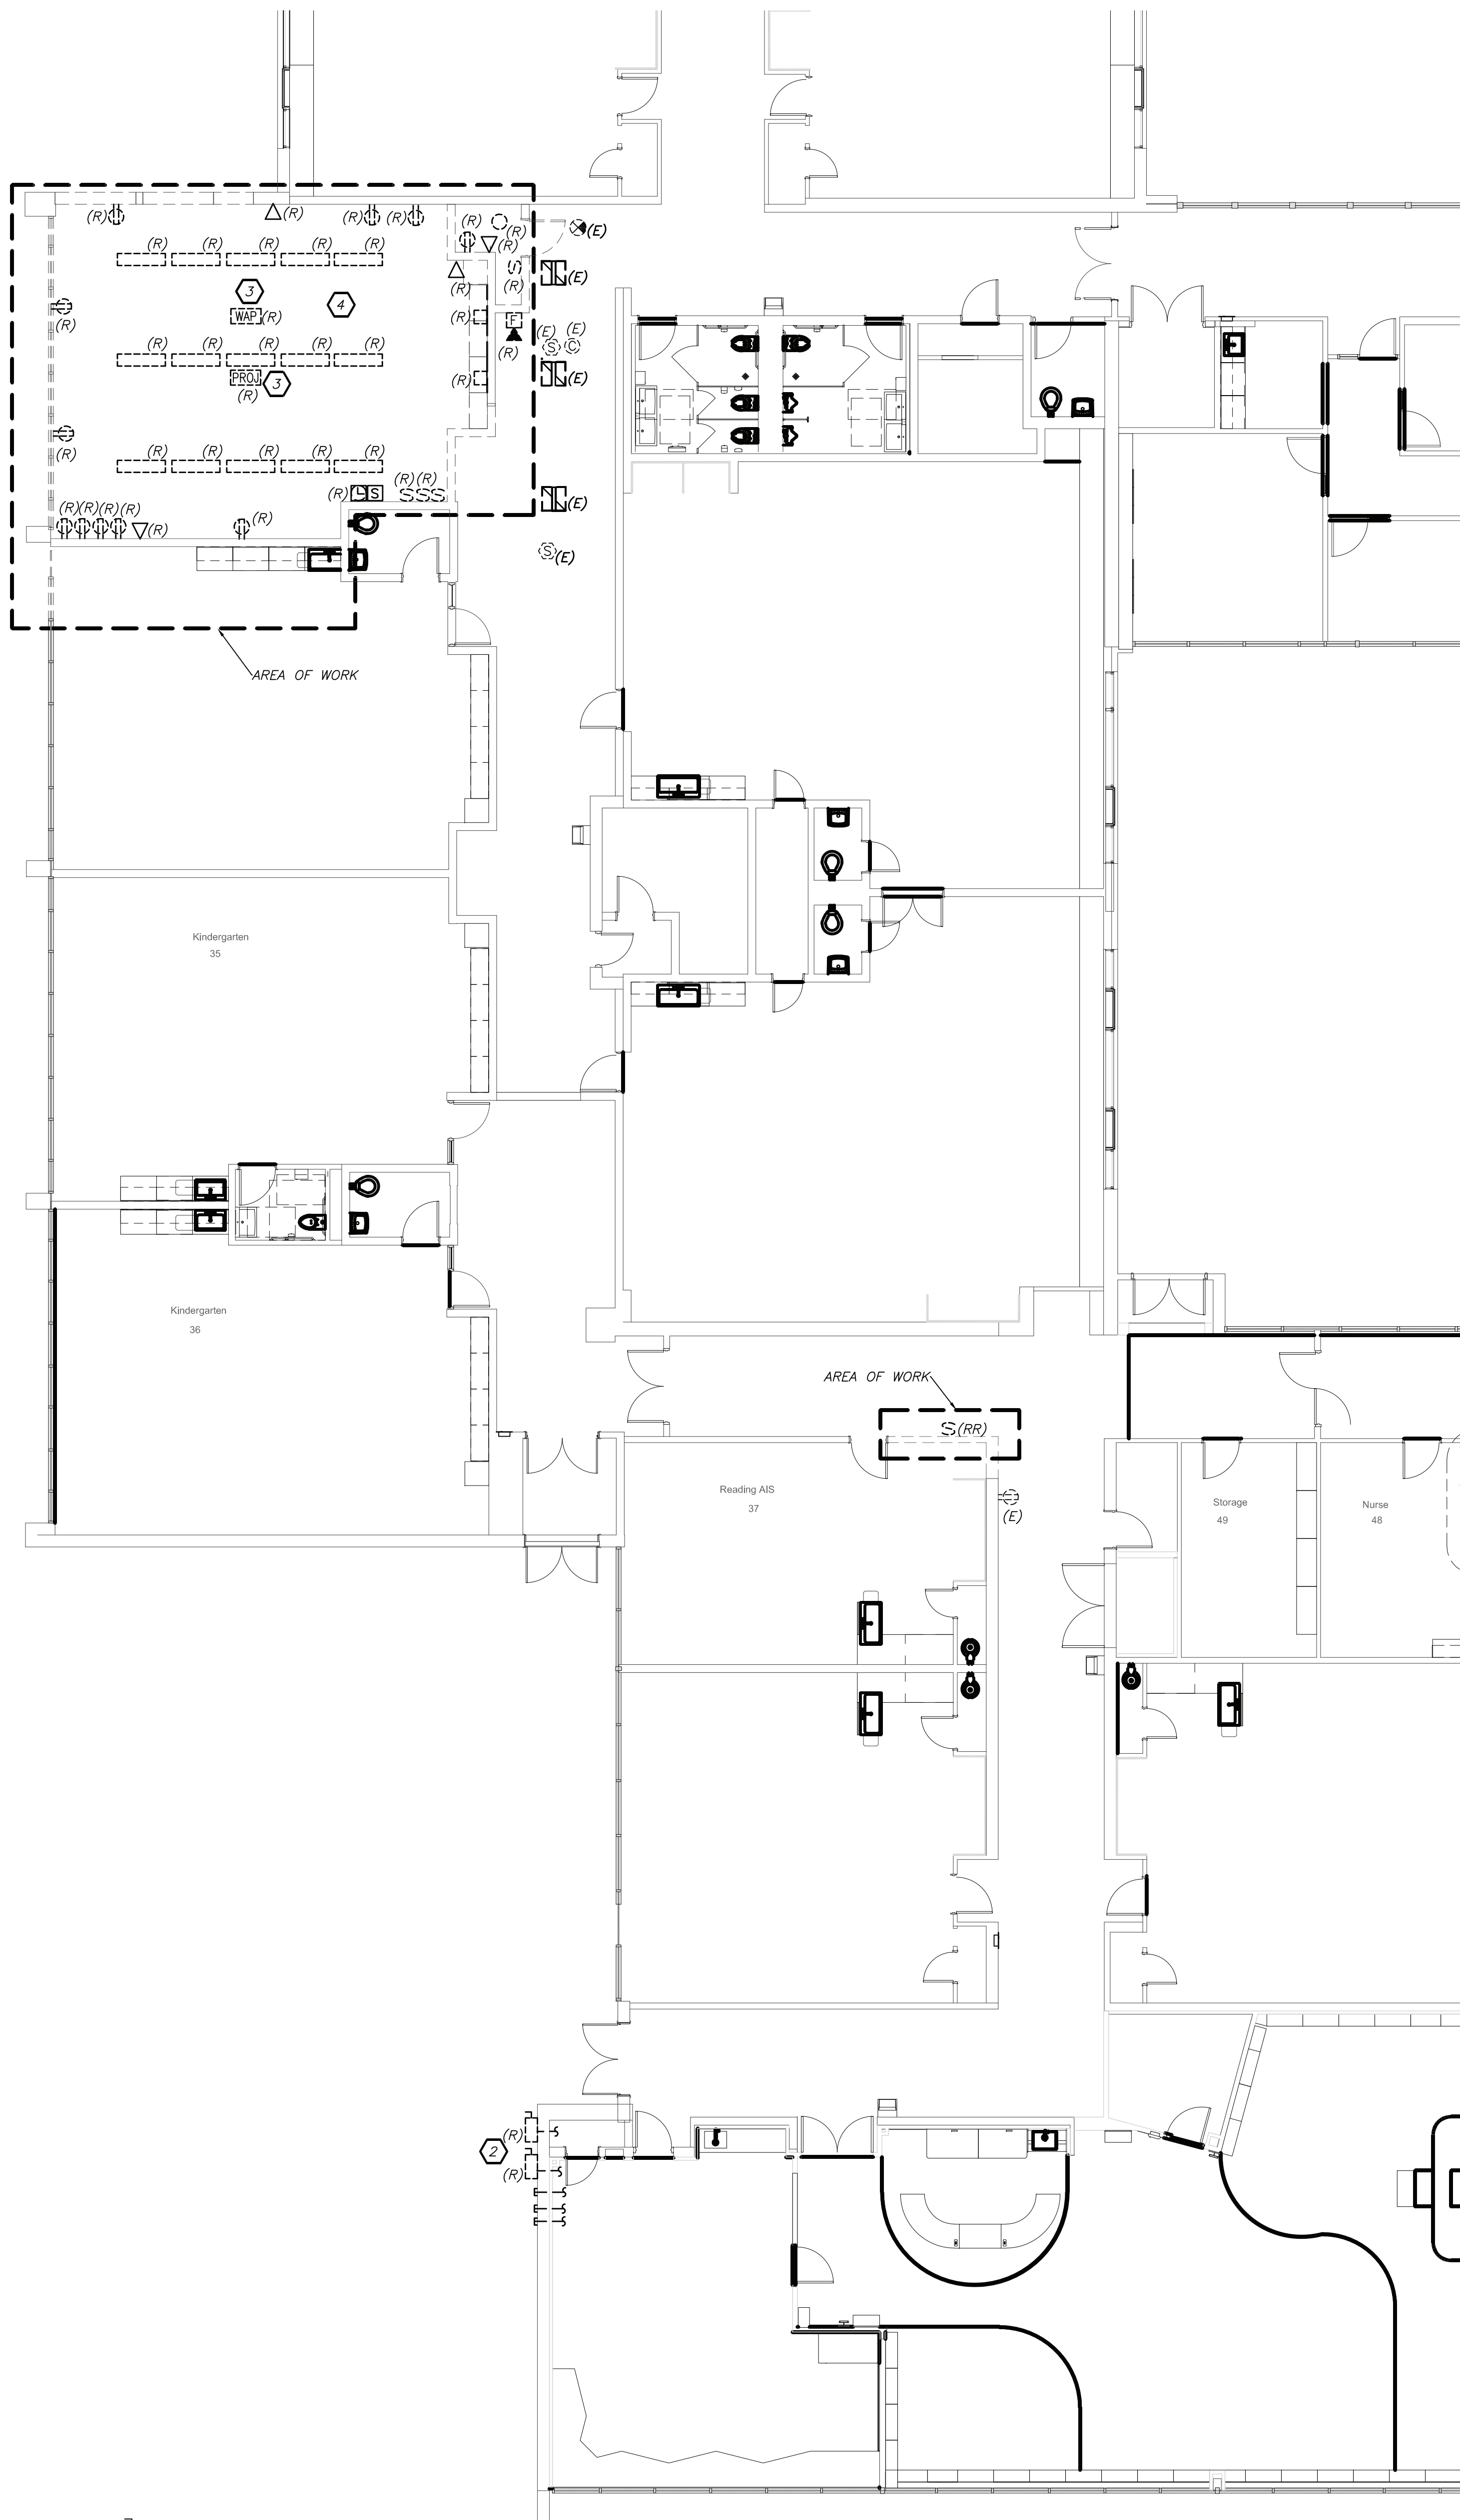 (R) (R) (R) (R) (R) (R) (E)
(R)
(R) (R) (R) (R) (R)
(R) (E)
3
4
(R)
WAP (R) (R) F
(R) (E) (E)
S C
(R) (R) (R) (R) (R) (R)
PROJ 3 (R) (E)
(R)
(R)
(R) (R) (R) (R) (R)
(R) (R)
(R) L S
(E)
(R) (R) (R) (R) (R) (R)
S (E)
AREA OF WORK
Kindergarten
35
Kindergarten
36
AREA OF WORK
S (RR)
Reading AIS
37
(E)
Storage
49
Nurse
48
(R)
2
(R)